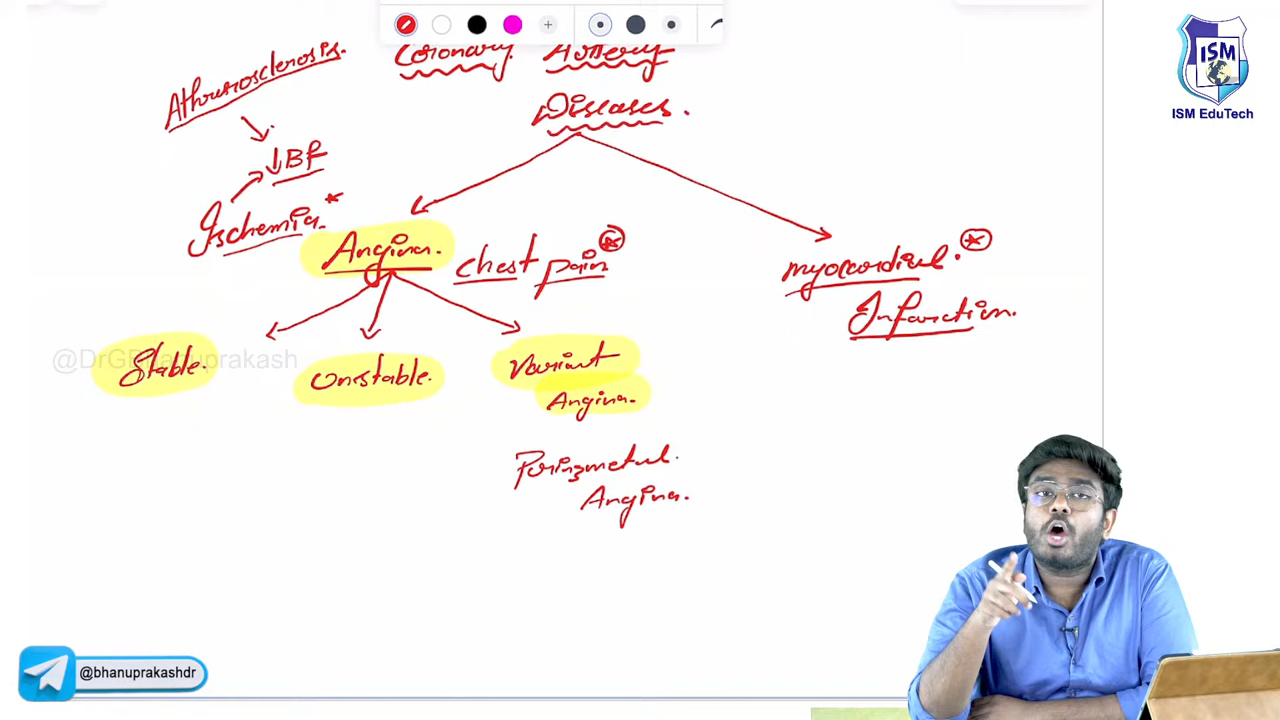 Coronary Artery
Diseases.
Atherosclerosis.
↓BF
Ischemia.*
Angina.
chest pain
myocardial.
Infarction.
Stable.
Unstable.
Variant
Angina.
Prinzmetal.
Angina.
ISM
ISM EduTech
@DrGBhanuprakash
@bhanuprakashdr